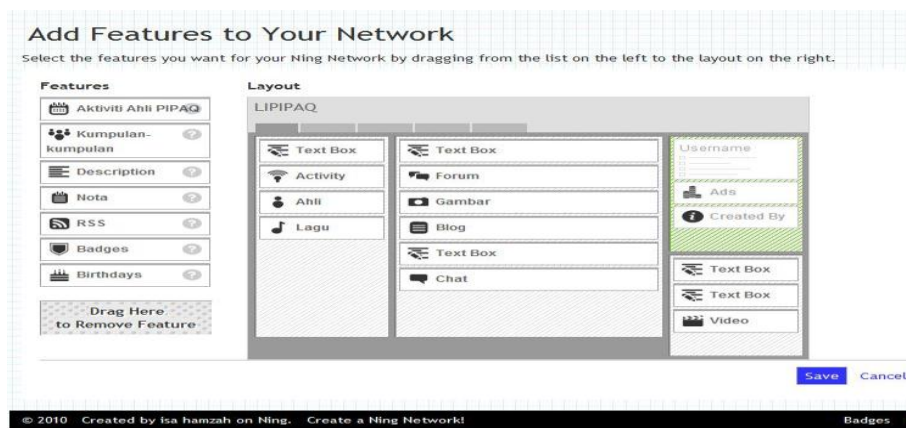 Add Features to Your Network
Select the features you want for your Ning Network by dragging from the list on the left to the layout on the right.
Features
Aktiviti Ahli PIPAQ
Kumpulan-
kumpulan
Description
Nota
RSS
Badges
Birthdays
Drag Here
to Remove Feature
Layout
LIPIPAQ
Text Box
Activity
Ahli
Lagu
Text Box
Forum
Gambar
Blog
Text Box
Chat
Username
Ads
Created By
Text Box
Text Box
Video
Save Cancel
© 2010 Created by isa hamzah on Ning. Create a Ning Network! Badges